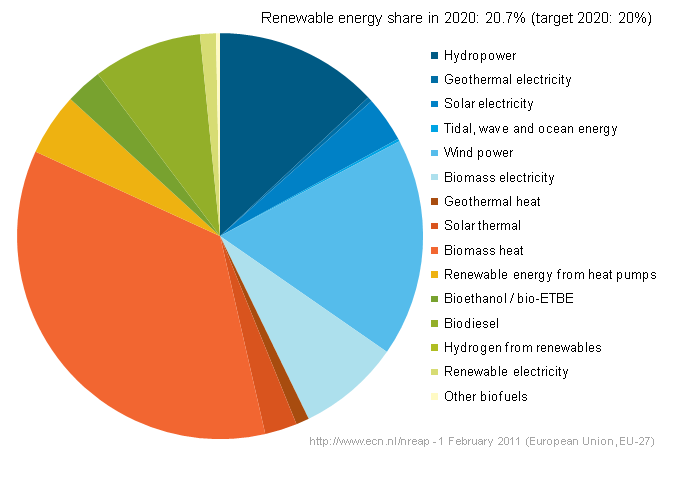 Renewable energy share in 2020: 20.7% (target 2020: 20%)
Hydropower
Geothermal electricity
Solar electricity
Tidal, wave and ocean energy
Wind power
Biomass electricity
Geothermal heat
Solar thermal
Biomass heat
Renewable energy from heat pumps
Bioethanol / bio-ETBE
Biodiesel
Hydrogen from renewables
Renewable electricity
Other biofuels
http://www.ecn.nl/nreap - 1 February 2011 (European Union, EU-27)